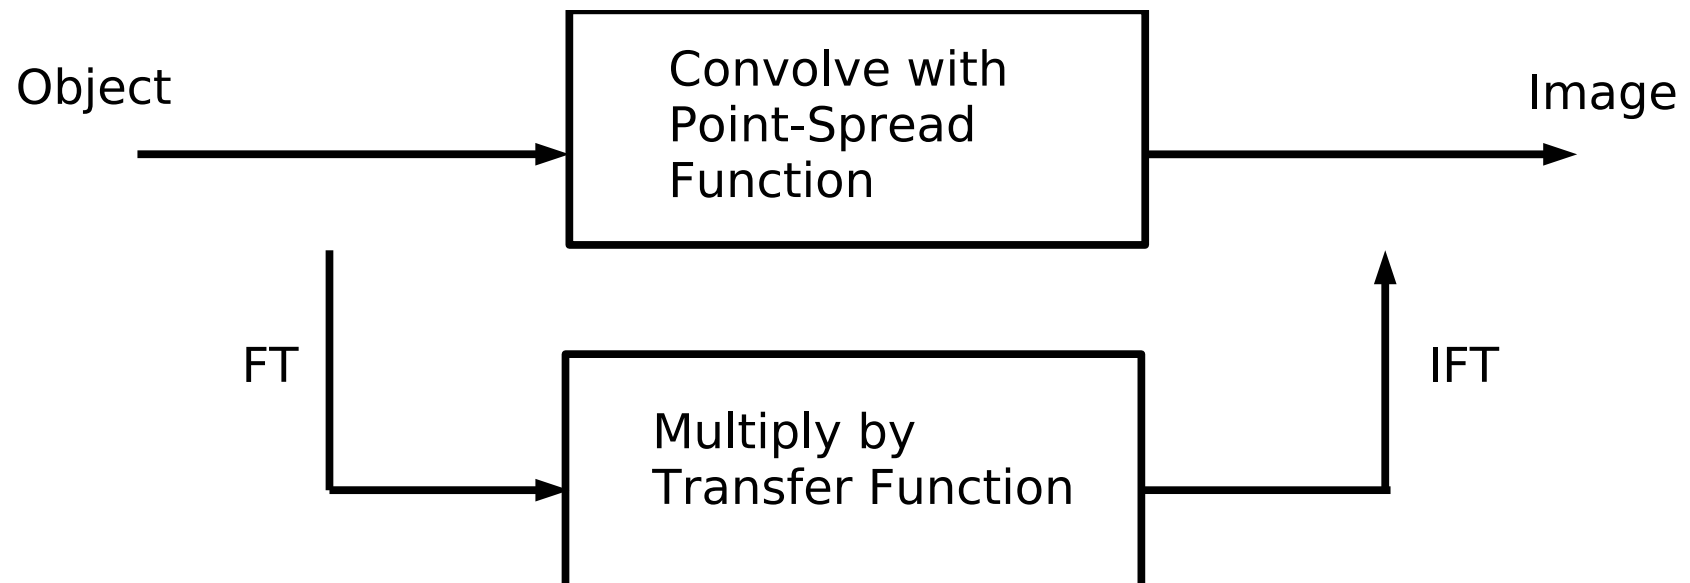 Object
Convolve with
Point-Spread
Function
Image
FT
Multiply by
Transfer Function
IFT